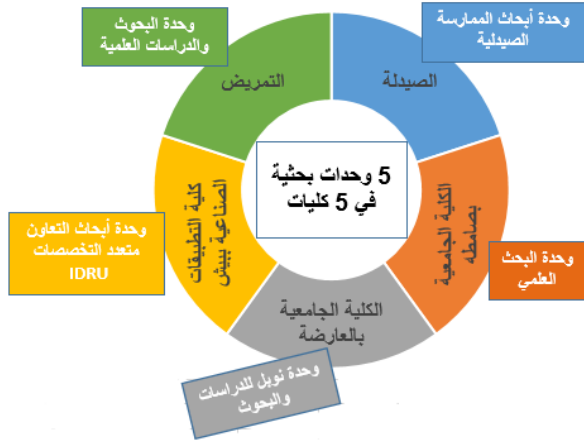 وحدة البحوث
والدراسات العلمية
وحدة أبحاث الممارسة
الصيدلية
التمريض
الصيدلة
5 وحدات بحثية
في 5 كليات
كلية التطبيقات
الصناعية ببيش
الكلية الجامعية
بصامطه
وحدة أبحاث التعاون
متعدد التخصصات
IDRU
وحدة البحث
العلمي
الكلية الجامعية
بالعارضة
وحدة نوبل للدراسات
والبحوث